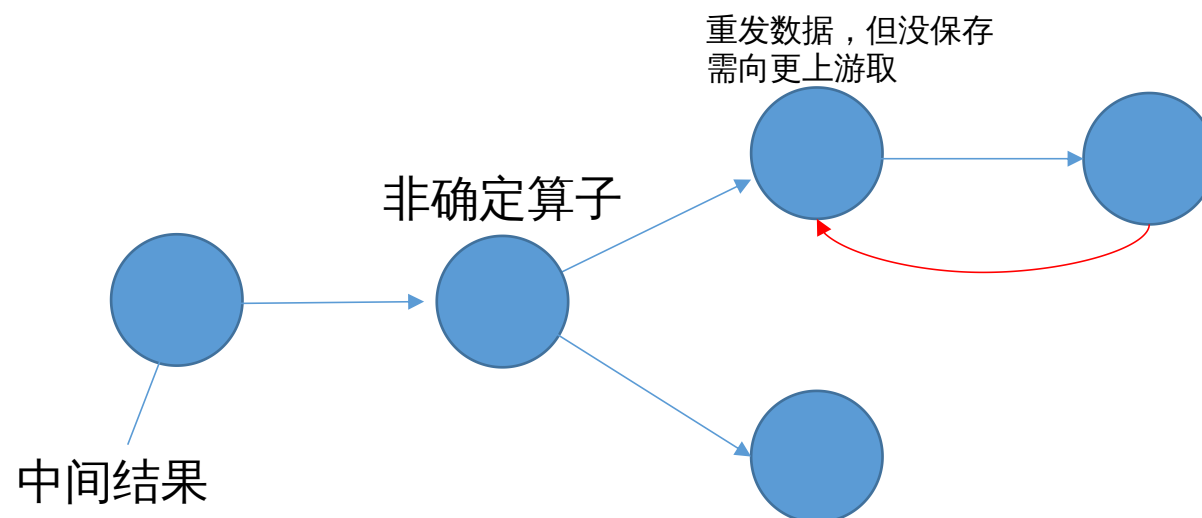 重发数据，但没保存
需向更上游取
非确定算子
中间结果